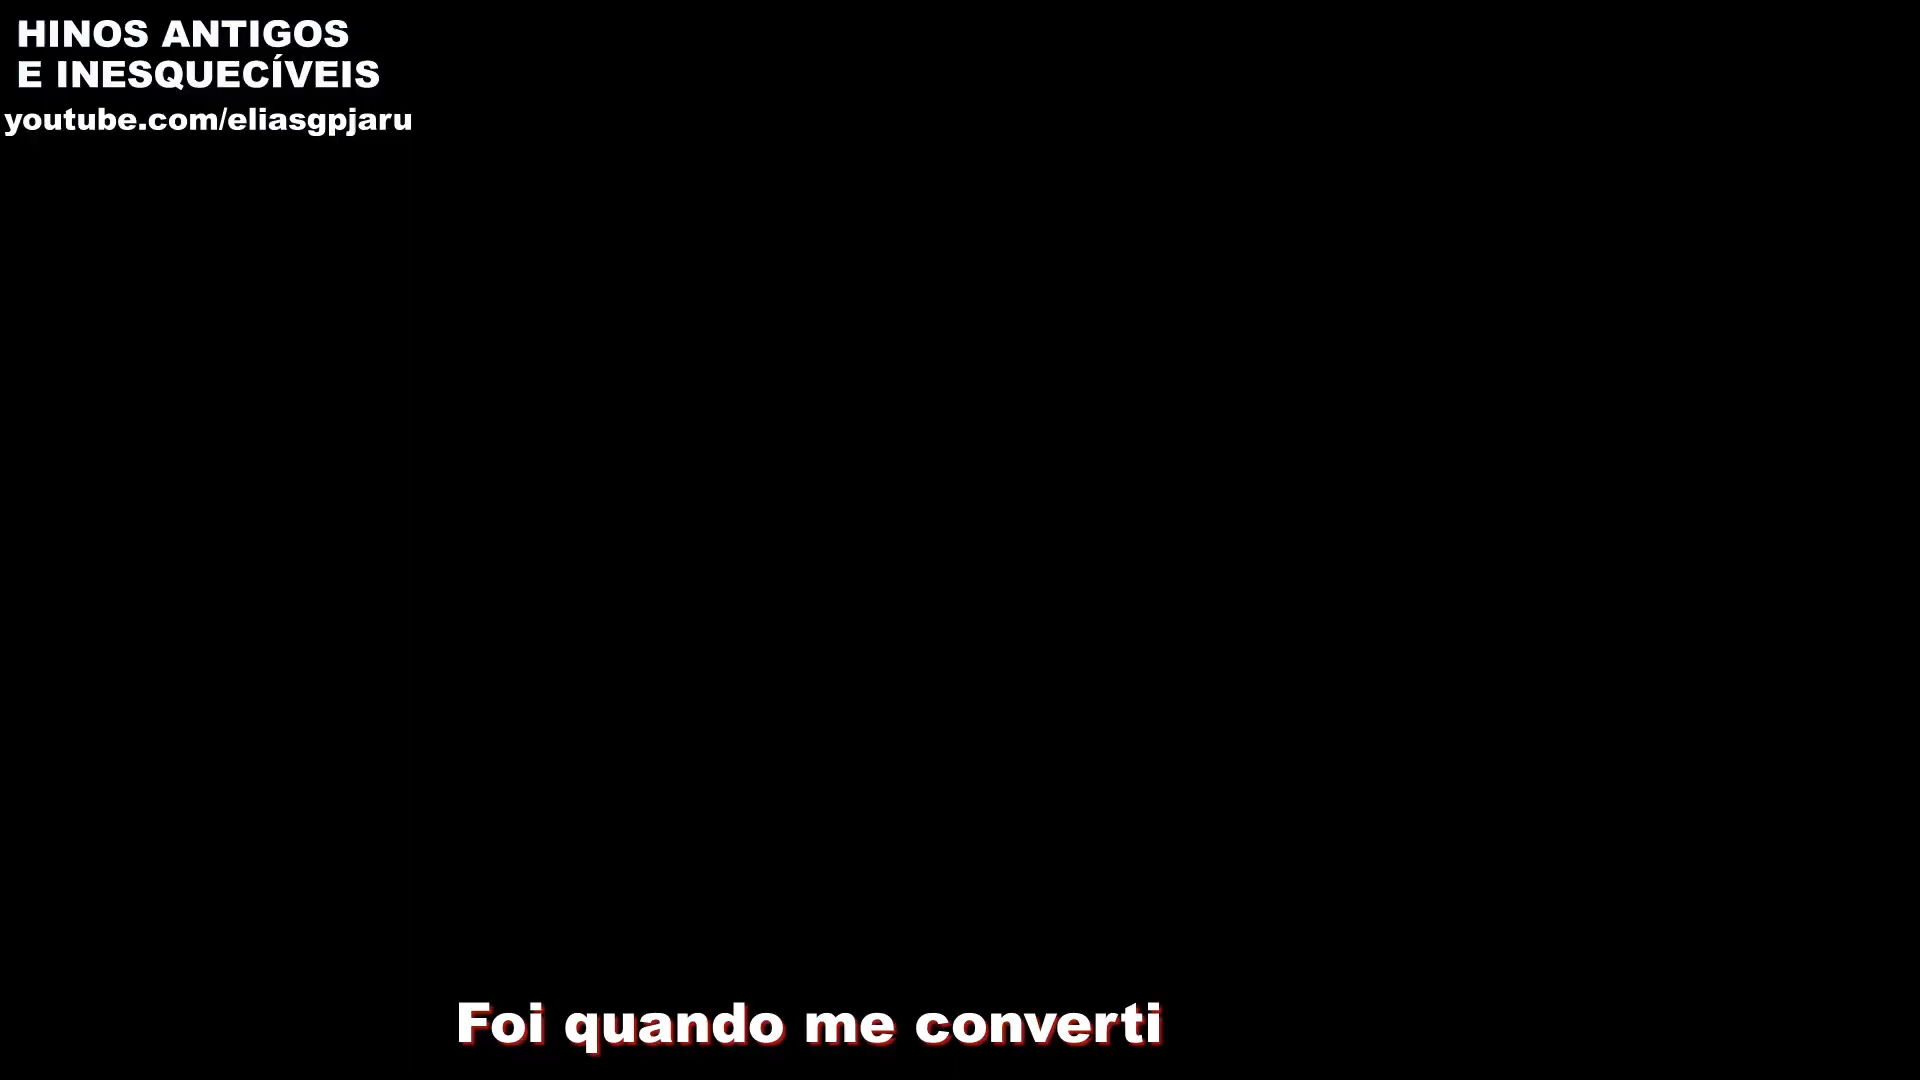 HINOS ANTIGOS
E INESQUECÍVEIS
youtube.com/eliasgpjaru
Foi quando me converti